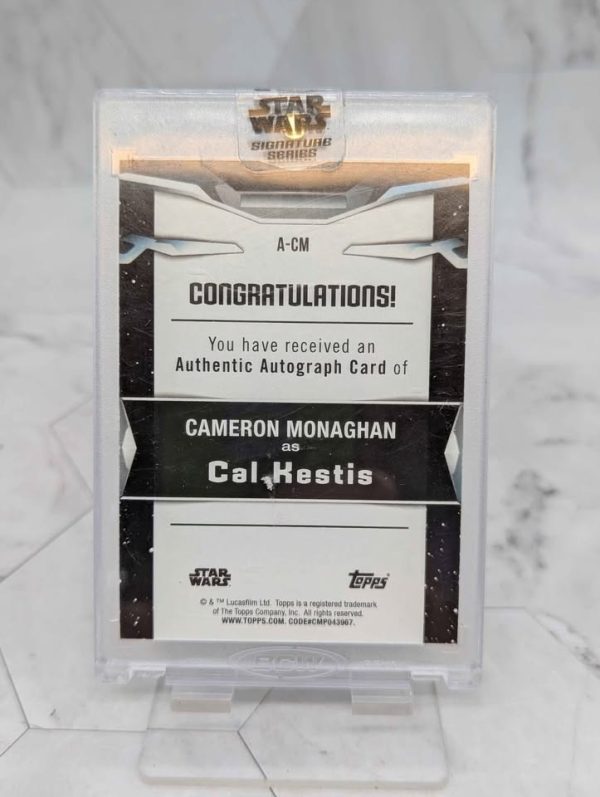 STAR
WARS
SIGNATURE
SERIES
A-CM
CONGRATULATIONS!
You have received an
Authentic Autograph Card of
CAMERON MONAGHAN
as
Cal Kestis
STAR
WARS
Topps
© & ™ Lucasfilm Ltd. Topps is a registered trademark
of The Topps Company, Inc. All rights reserved.
WWW.TOPPS.COM. CODE#CMP043967.